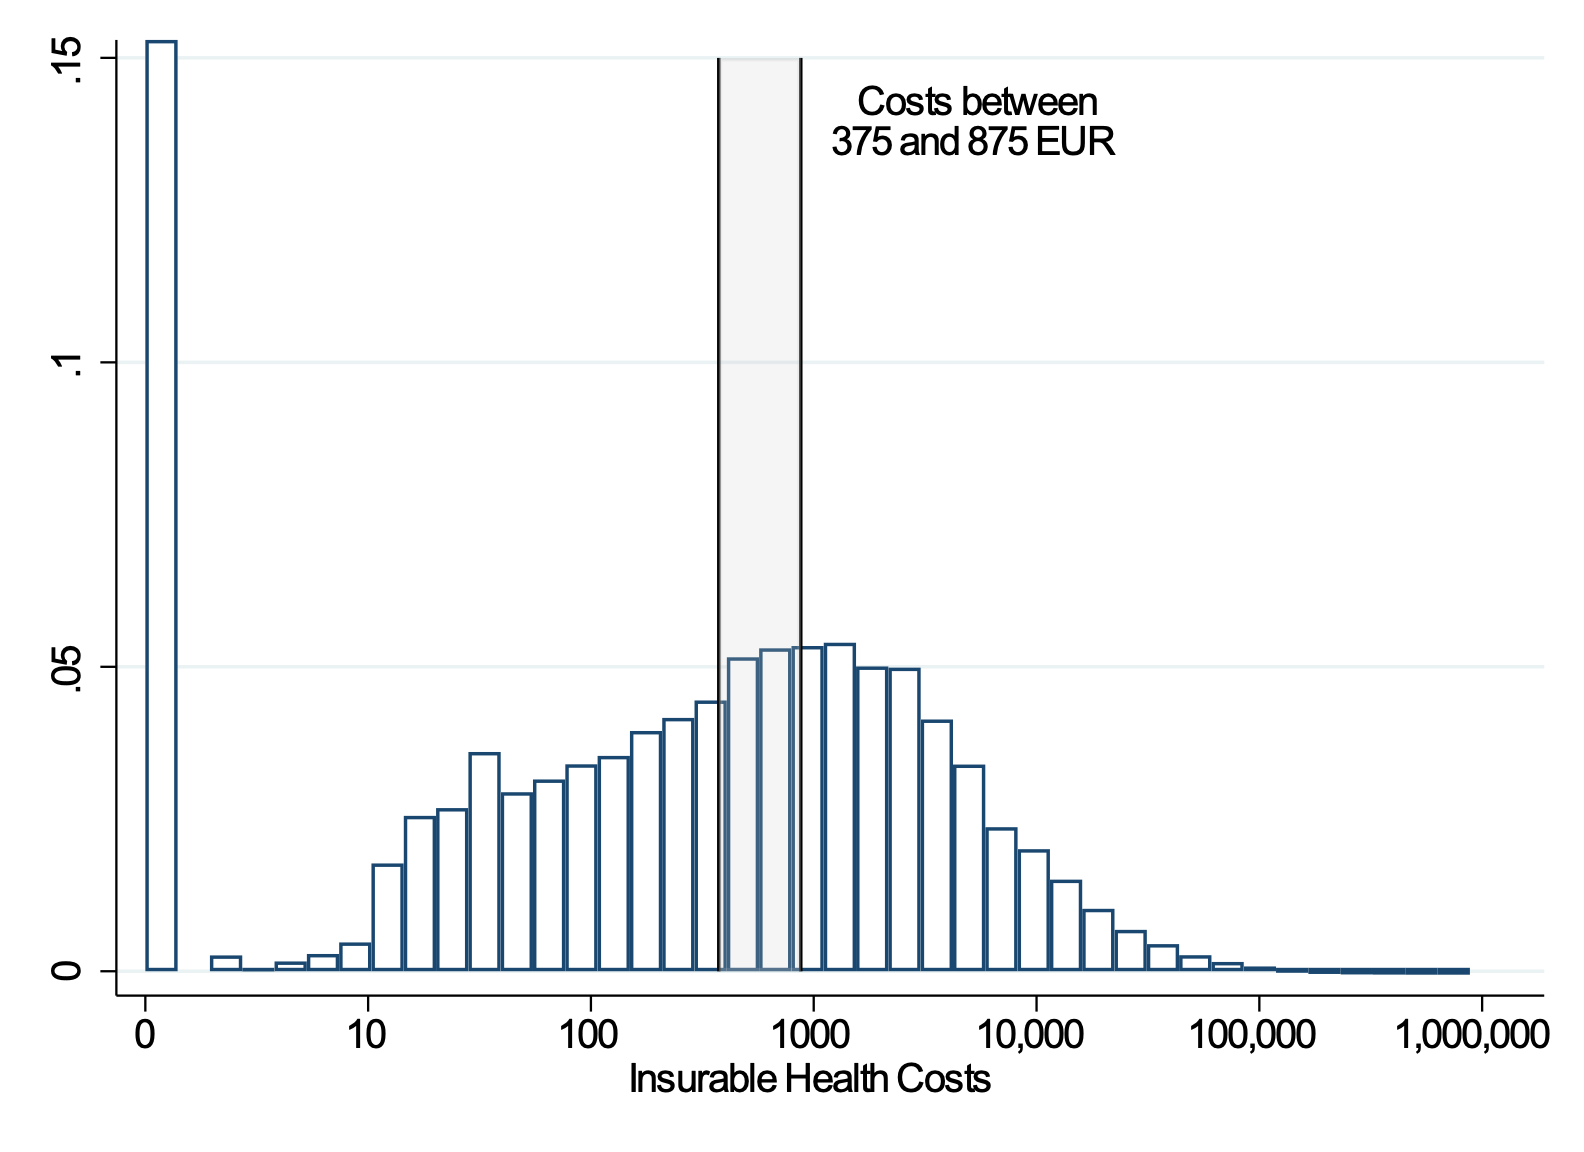 .15
.1
.05
0
Costs between
375 and 875 EUR
0 10 100 1000 10,000 100,000 1,000,000
Insurable Health Costs